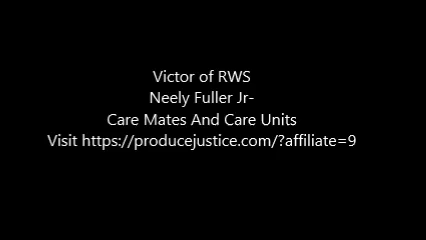 Victor of RWS
Neely Fuller Jr-
Care Mates And Care Units
Visit https://producejustice.com/?affiliate=9